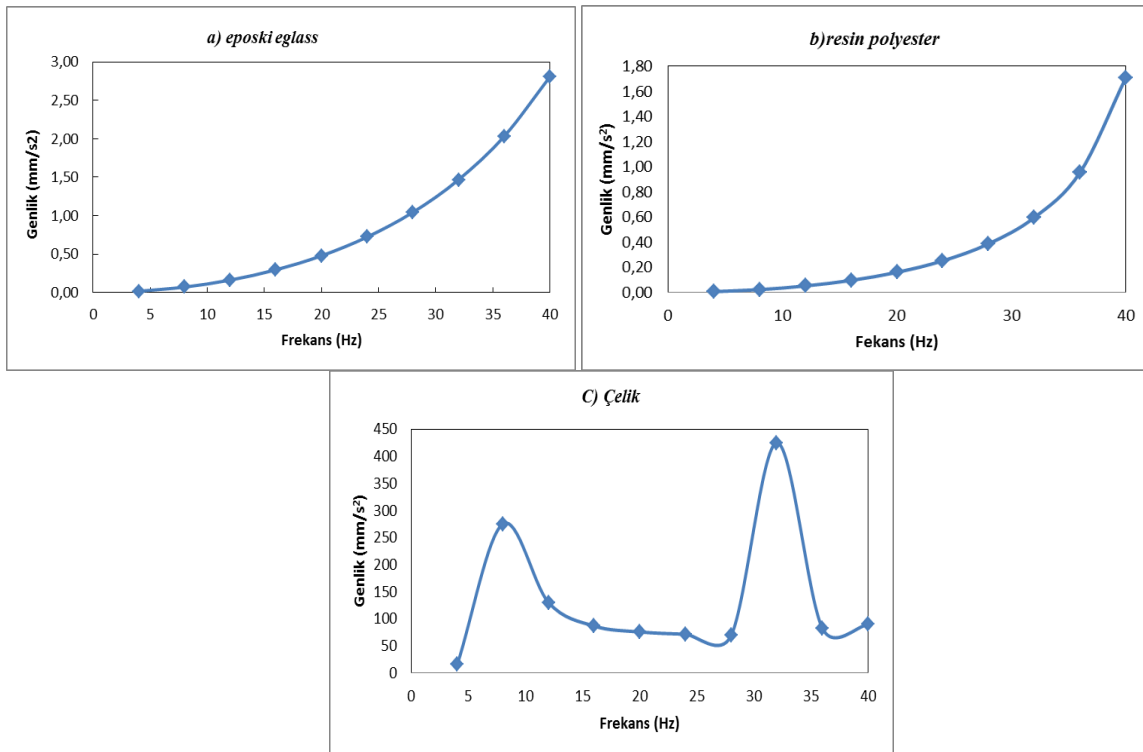 a) eposki eglass
Genlik (mm/s2)
3,00
2,50
2,00
1,50
1,00
0,50
0,00
0 5 10 15 20 25 30 35 40
Frekans (Hz)
b)resin polyester
Genlik (mm/s²)
1,80
1,60
1,40
1,20
1,00
0,80
0,60
0,40
0,20
0,00
0 10 20 30 40
Fekans (Hz)
C) Çelik
Genlik (mm/s²)
450
400
350
300
250
200
150
100
50
0
0 5 10 15 20 25 30 35 40
Frekans (Hz)